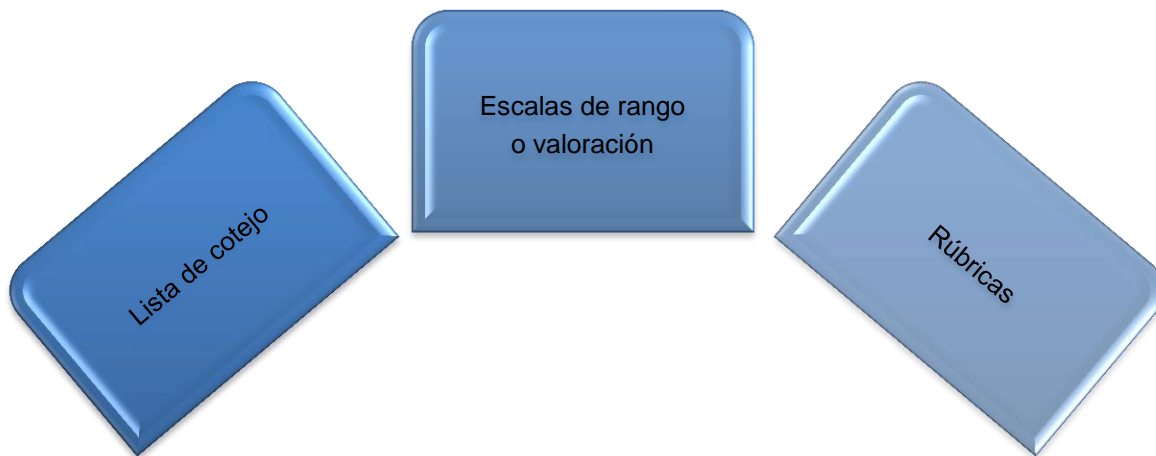 Lista de cotejo
Escalas de rango
o valoración
Rúbricas